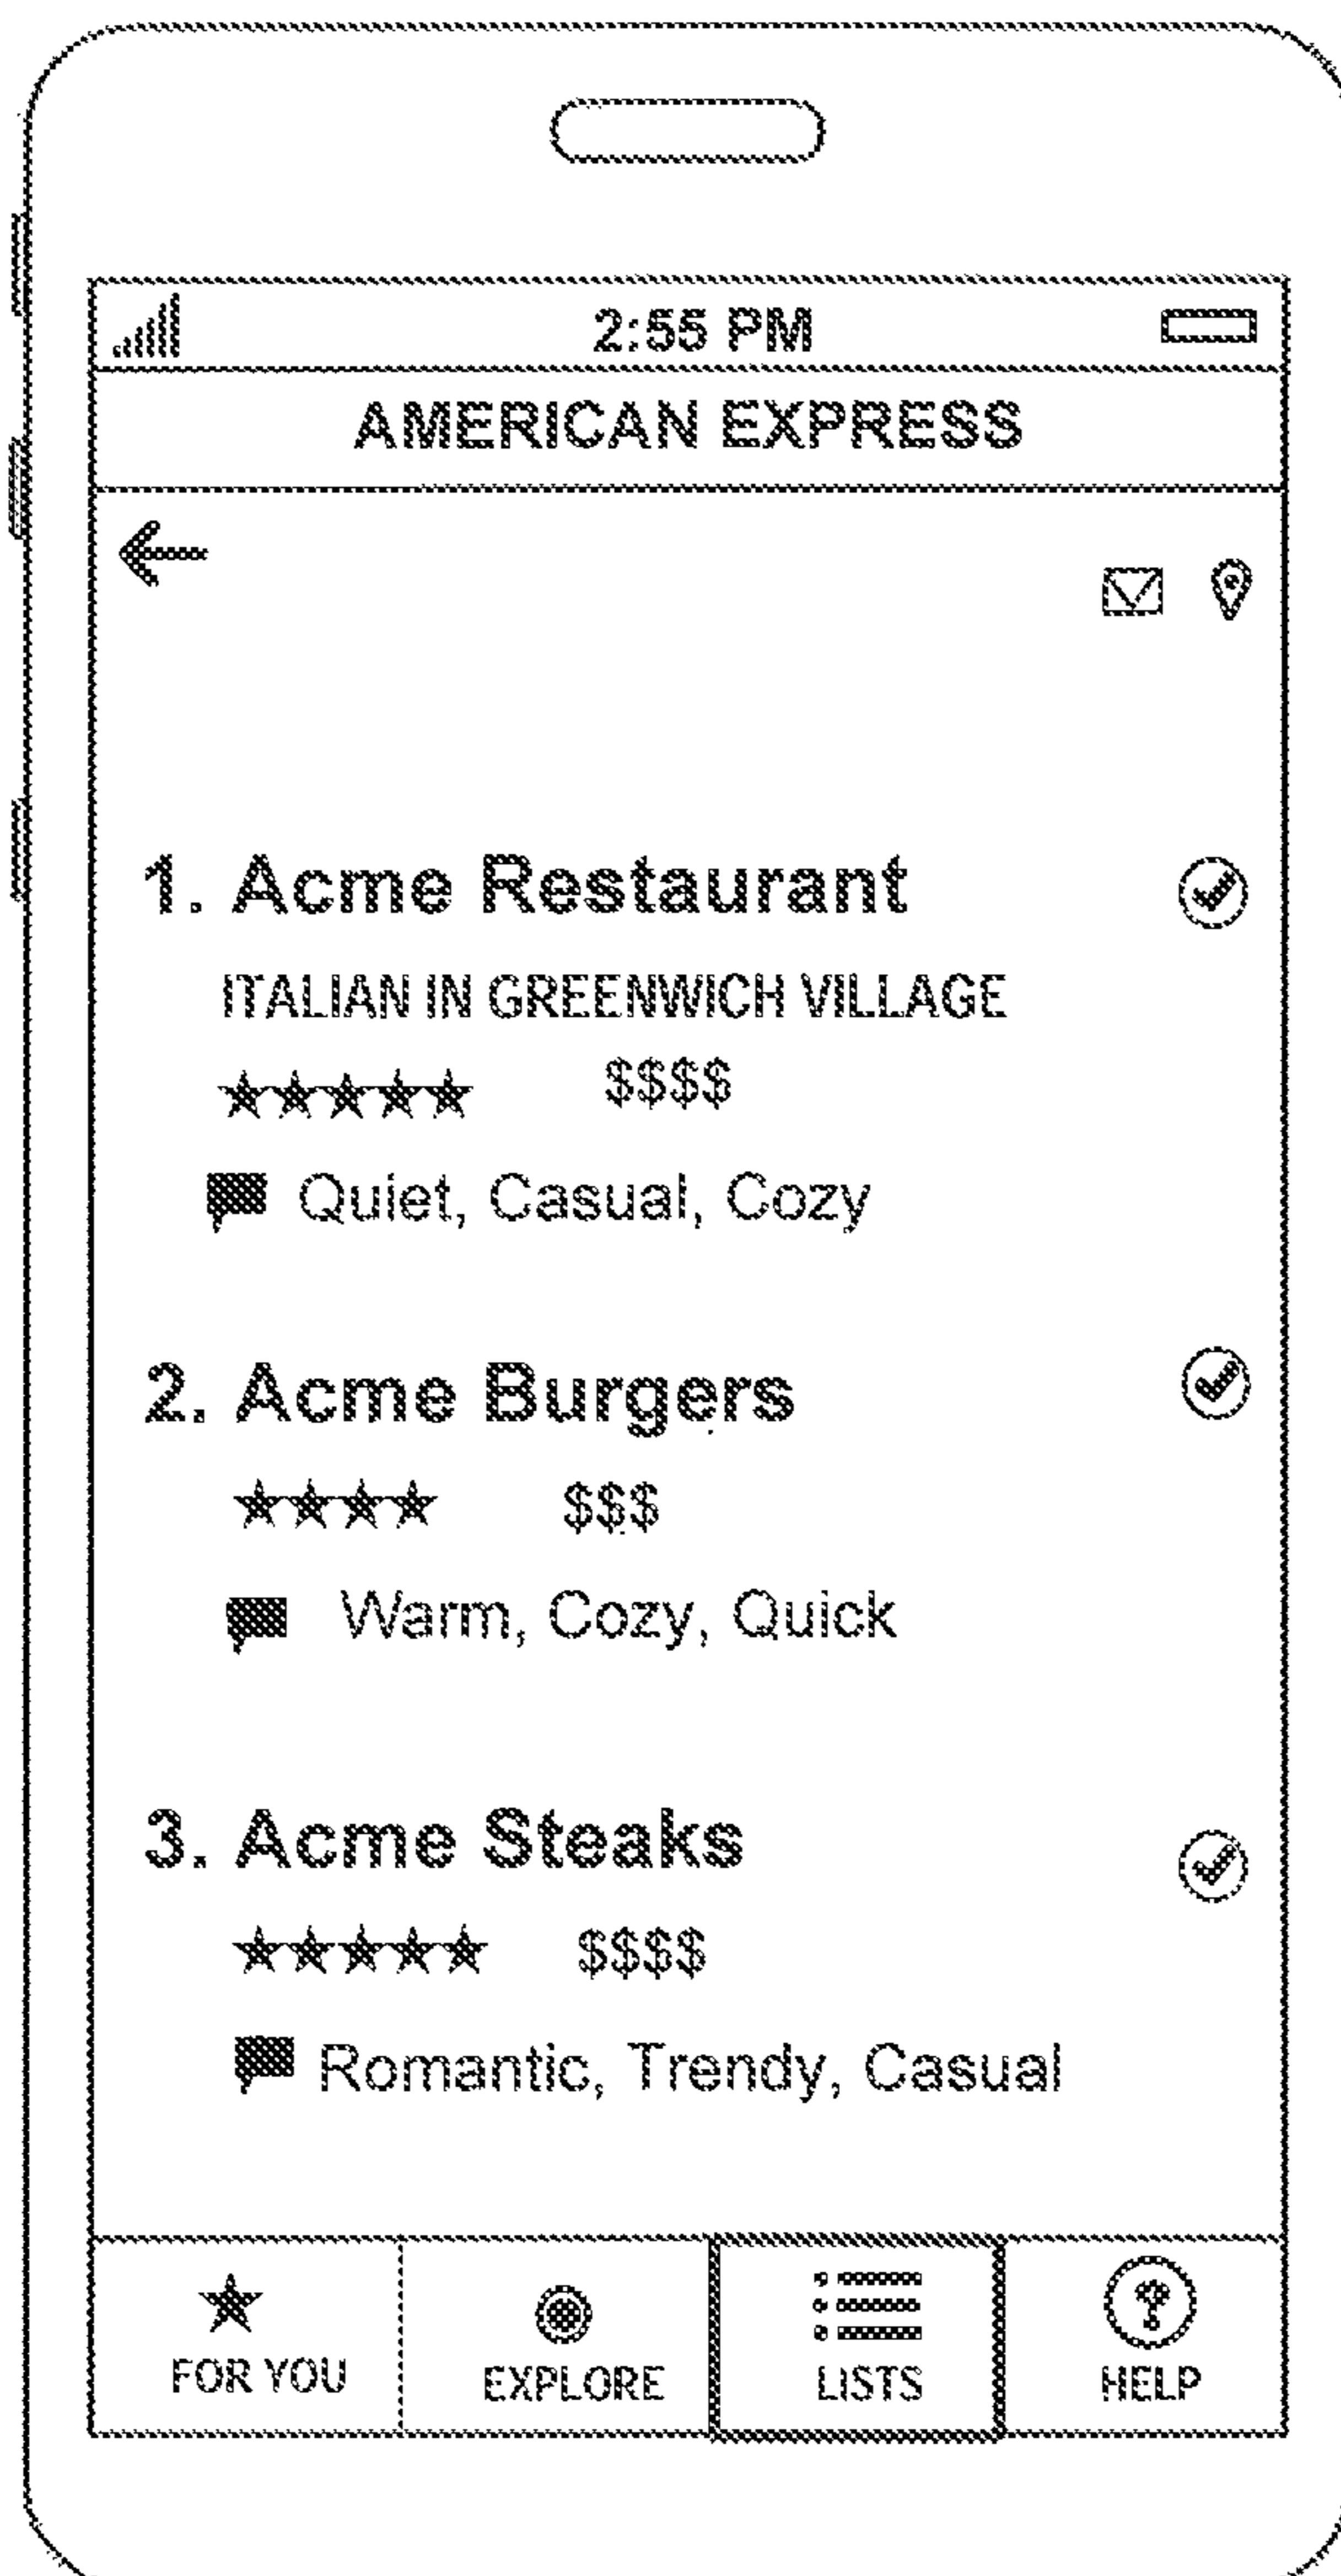 2:55 PM
AMERICAN EXPRESS
1. Acme Restaurant
ITALIAN IN GREENWICH VILLAGE
$$$$
Quiet, Casual, Cozy
2. Acme Burgers
$$$
Warm, Cozy, Quick
3. Acme Steaks
$$$$
Romantic, Trendy, Casual
FOR YOU
EXPLORE
LISTS
HELP